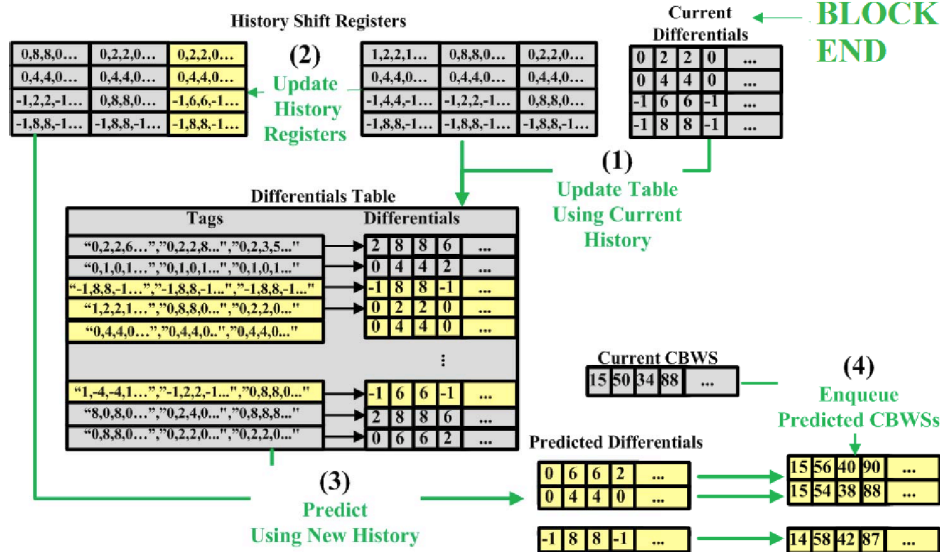 History Shift Registers
Current
Differentials
BLOCK
END
0,8,8,0… 0,2,2,0… 0,2,2,0…
0,4,4,0… 0,4,4,0… 0,4,4,0…
-1,2,2,-1… 0,8,8,0… -1,6,6,-1…
-1,8,8,-1… -1,8,8,-1… -1,8,8,-1…
(2)
Update
History
Registers
1,2,2,1… 0,8,8,0… 0,2,2,0…
0,4,4,0… 0,4,4,0… 0,4,4,0…
-1,4,4,-1… -1,2,2,-1… 0,8,8,0…
-1,8,8,-1… -1,8,8,-1… -1,8,8,-1…
0 2 2 0 ...
0 4 4 0 ...
-1 6 6 -1 ...
-1 8 8 -1 ...
(1)
Update Table
Using Current
History
Differentials Table
Tags Differentials
“0,2,2,6…”,”0,2,2,8...”,”0,2,3,5...” 2 8 8 6 ...
“0,1,0,1…”,”0,1,0,1...”,”0,1,0,1...” 0 4 4 2 ...
“-1,8,8,-1…”,”-1,8,8,-1...”,”-1,8,8,-1...” -1 8 8 -1 ...
“1,2,2,1…”,”0,8,8,0...”,”0,2,2,0...” 0 2 2 0 ...
“0,4,4,0…”,”0,4,4,0..”,”0,4,4,0...” 0 4 4 0 ...
⋮
“1,-4,-4,1…”,”-1,2,2,-1...”,”0,8,8,0...” -1 6 6 -1 ...
“8,0,8,0…”,”0,2,4,0...”,”0,8,8,8...” 2 8 8 6 ...
“0,8,8,0…”,”0,2,2,0...”,”0,2,2,0...” 0 6 6 2 ...
Current CBWS
15 50 34 88 ...
(4)
Enqueue
Predicted CBWSs
(3)
Predict
Using New History
Predicted Differentials
0 6 6 2 ...
0 4 4 0 ...
-1 8 8 -1 ...
15 56 40 90 ...
15 54 38 88 ...
14 58 42 87 ...